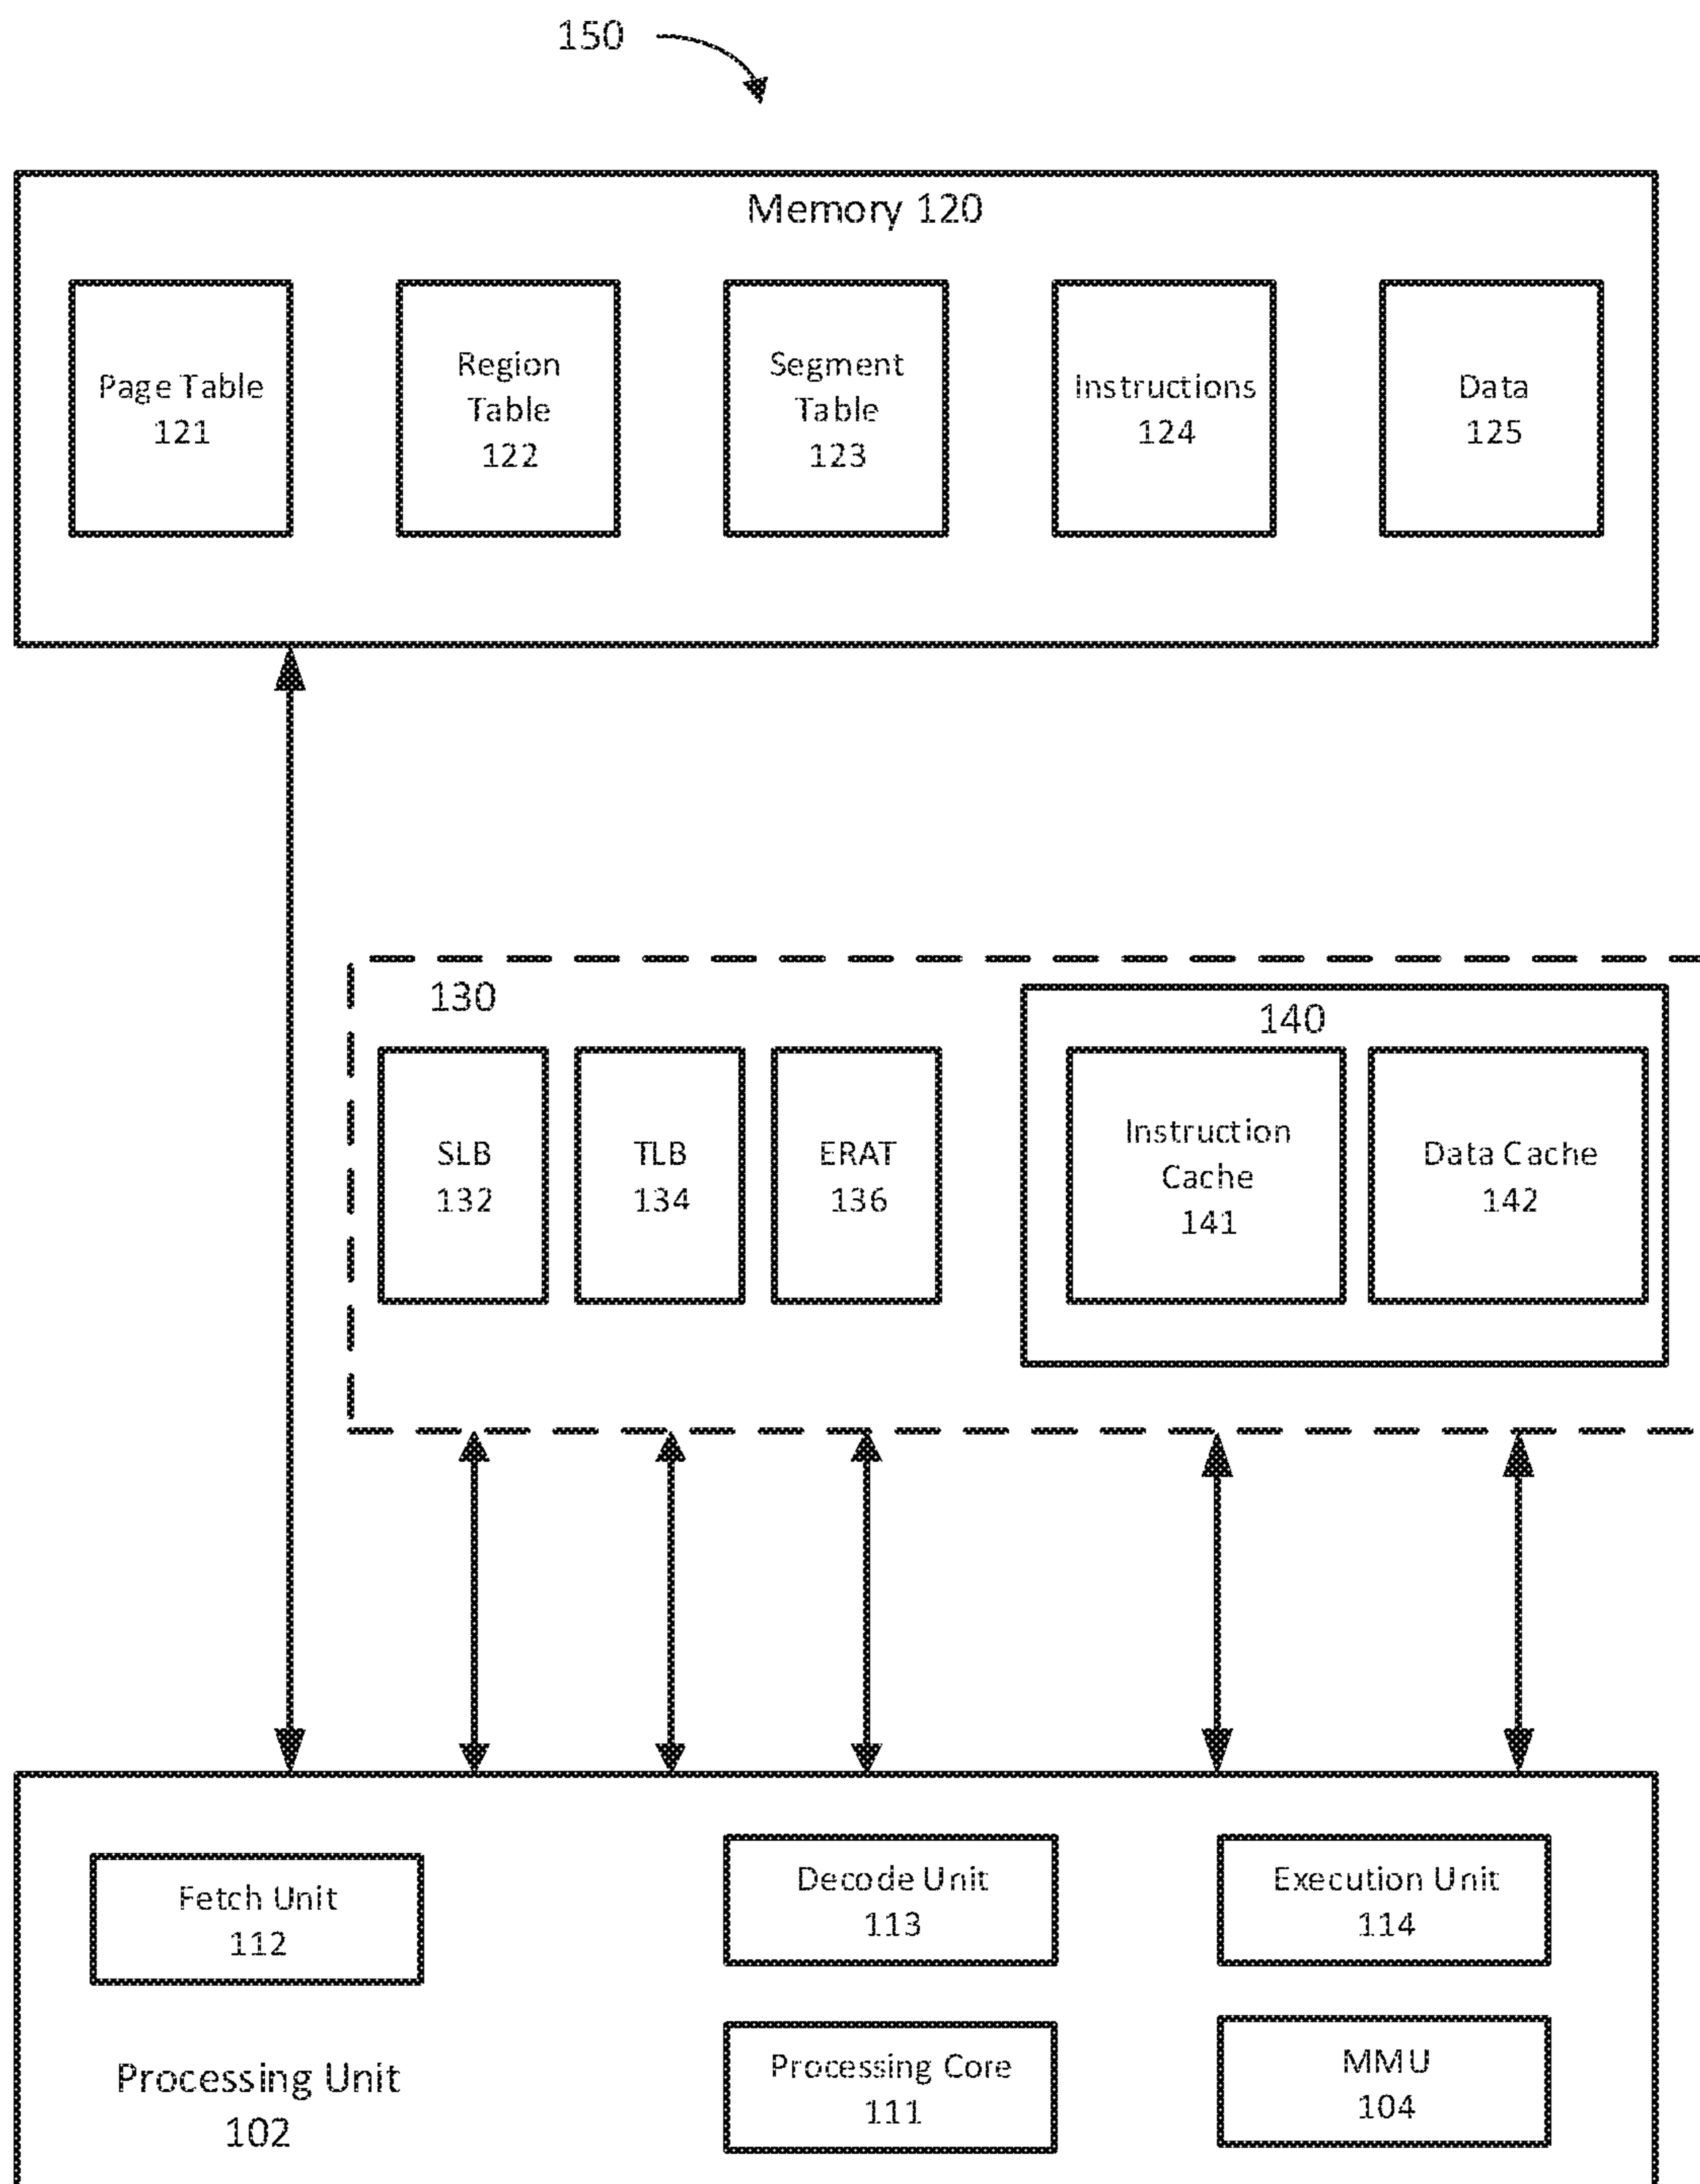 150
Memory 120
Page Table
121
Region
Table
122
Segment
Table
123
Instructions
124
Data
125
130
SLB
132
TLB
134
ERAT
136
140
Instruction
Cache
141
Data Cache
142
Fetch Unit
112
Decode Unit
113
Execution Unit
114
Processing Unit
102
Processing Core
111
MMU
104